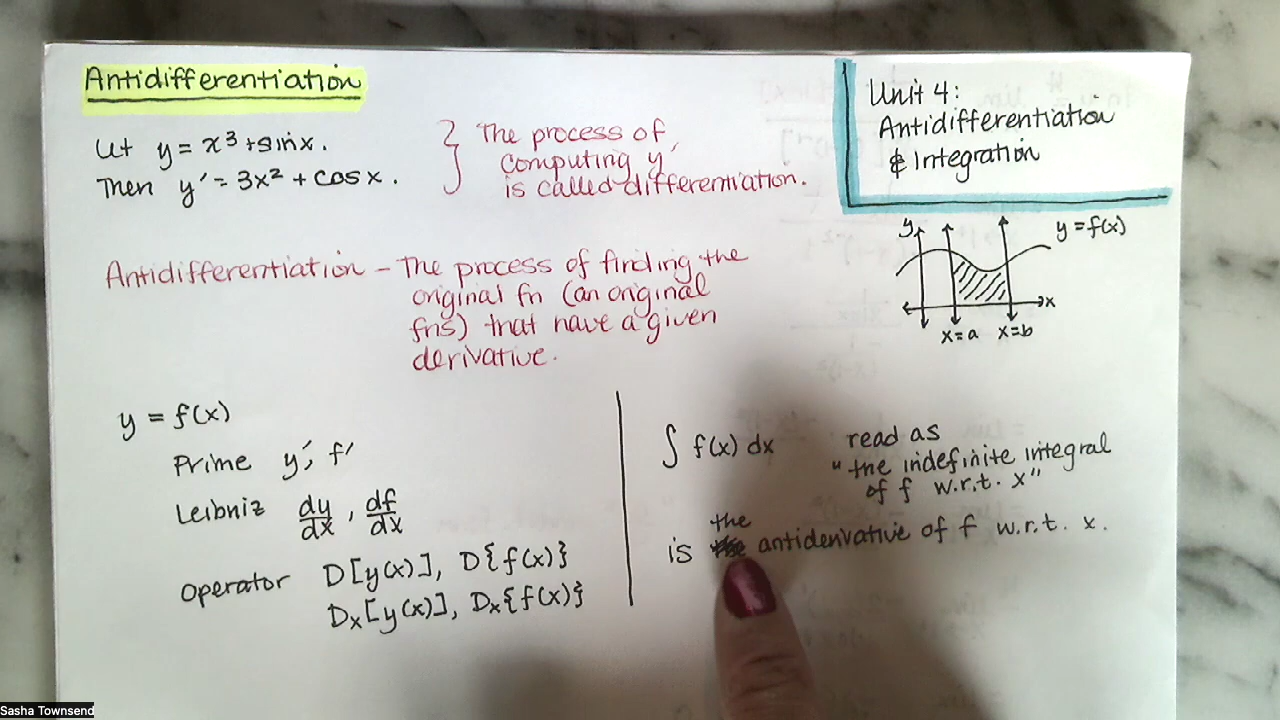 Antidifferentiation
Let y = x³ + sin x.
Then y' = 3x² + cos x.
} The process of
computing y'
is called differentiation.
Unit 4:
Antidifferentiation
& Integration
y
y = f(x)
x
x=a x=b
Antidifferentiation – The process of finding the
original fn (an original
fns) that have a given
derivative.
y = f(x)
Prime y', f'
Leibniz dy/dx, df/dx
Operator D[y(x)], D{f(x)}
Dx[y(x)], Dx{f(x)}
∫ f(x) dx read as
"the indefinite integral
of f w.r.t. x"
the
is antiderivative of f w.r.t. x.
Sasha Townsend